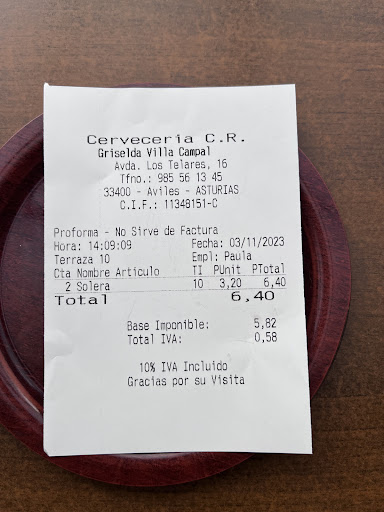 Cerveceria C.R.
Griselda Villa Campal
Avda. Los Telares, 16
Tfno.: 985 56 13 45
33400 - Aviles - ASTURIAS
C.I.F.: 11348151-C
Proforma - No Sirve de Factura
Hora: 14:09:09 Fecha: 03/11/2023
Terraza 10 Empl: Paula
Cta Nombre Artículo TI PUnit PTotal
2 Solera 10 3,20 6,40
Total 6,40
Base Imponible: 5,82
Total IVA: 0,58
10% IVA Incluido
Gracias por su Visita